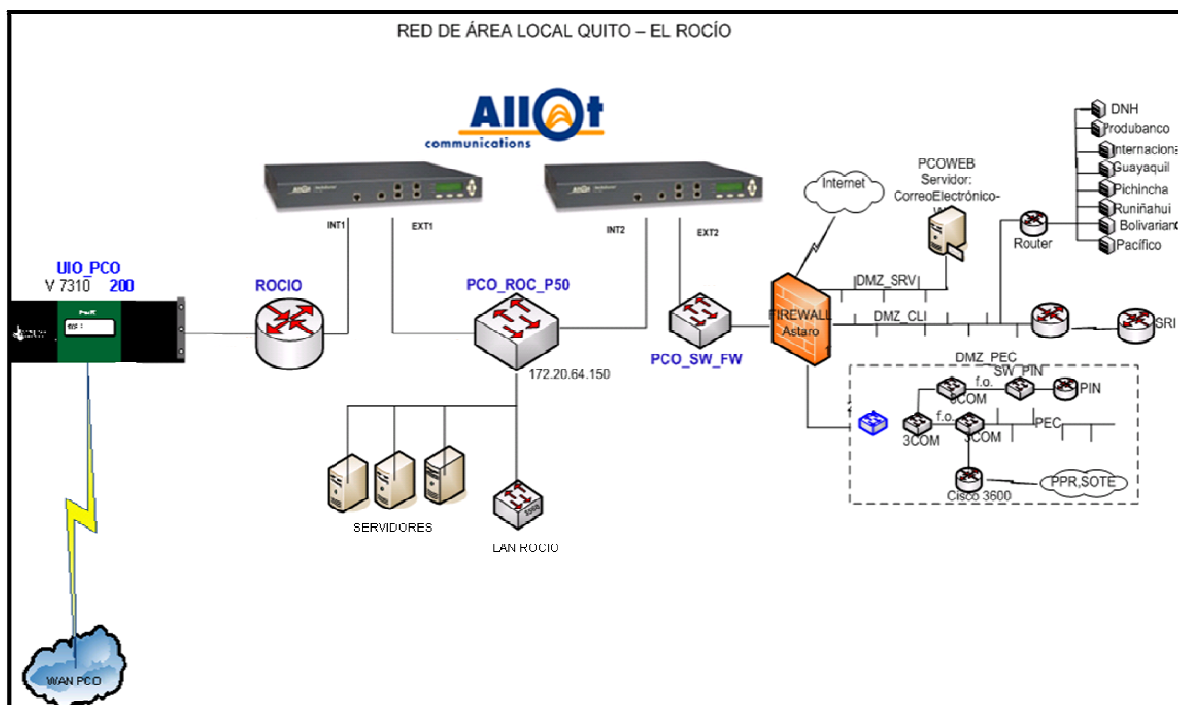 RED DE ÁREA LOCAL QUITO – EL ROCÍO
Allot
communications
INT1
EXT1
INT2
EXT2
UIO_PCO
V 7310 200
ROCIO
PCO_ROC_P50
172.20.64.150
PCO_SW_FW
Internet
PCOWEB
Servidor:
CorreoElectrónico-
FIREWALL
Astaro
DMZ_SRV
DMZ_CLI
Router
DNH
Produbanco
Internaciona
Guayaquil
Pichincha
Runiñahui
Bolivariano
Pacífico
SRI
DMZ_PEC
SW_PIN
f.o.
3COM
PIN
f.o.
3COM
3COM
PEC
Cisco 3600
PPR,SOTE
SERVIDORES
LAN ROCIO
WAN PCO